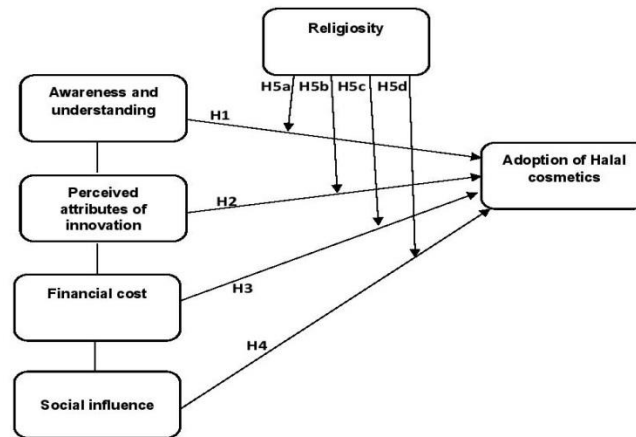 Religiosity
H5a H5b H5c H5d
Awareness and
understanding
H1
Adoption of Halal
cosmetics
Perceived
attributes of
innovation
H2
Financial cost
H3
H4
Social influence